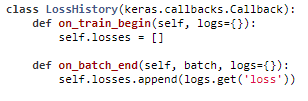 class LossHistory(keras.callbacks.Callback):
    def on_train_begin(self, logs={}):
        self.losses = []

    def on_batch_end(self, batch, logs={}):
        self.losses.append(logs.get('loss'))